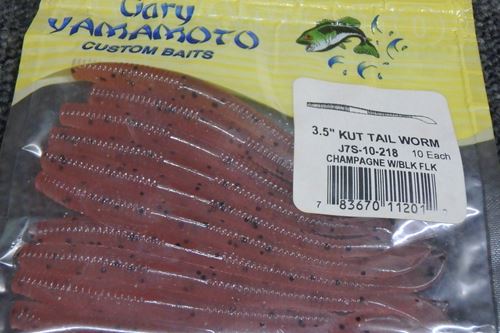 Gary
YAMAMOTO
CUSTOM BAITS
3.5" KUT TAIL WORM
J7S-10-218 10 Each
CHAMPAGNE W/BLK FLK
7 83670 11201